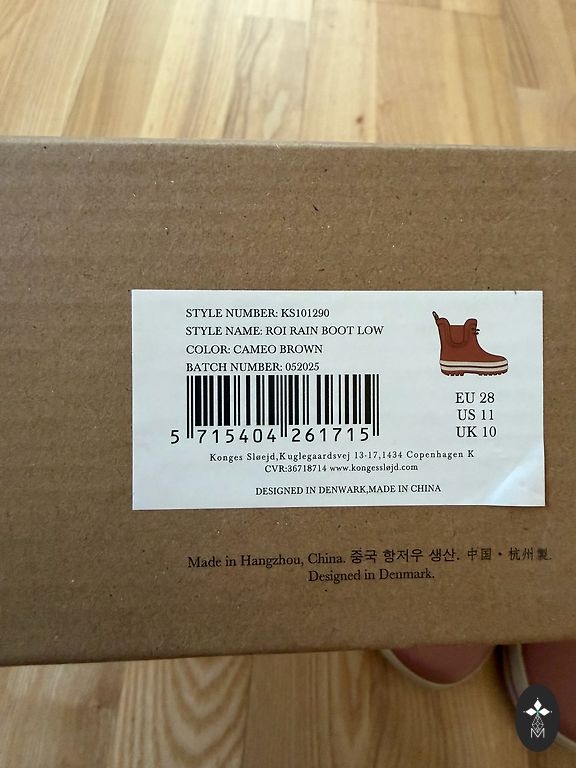 STYLE NUMBER: KS101290
STYLE NAME: ROI RAIN BOOT LOW
COLOR: CAMEO BROWN
BATCH NUMBER: 052025
5 715404 261715
EU 28
US 11
UK 10
Konges Sløejd,Kuglegaardsvej 13-17,1434 Copenhagen K
CVR:36718714 www.kongessløjd.com
DESIGNED IN DENWARK,MADE IN CHINA
Made in Hangzhou, China. 중국 항저우 생산. 中国・杭州製.
Designed in Denmark.
M